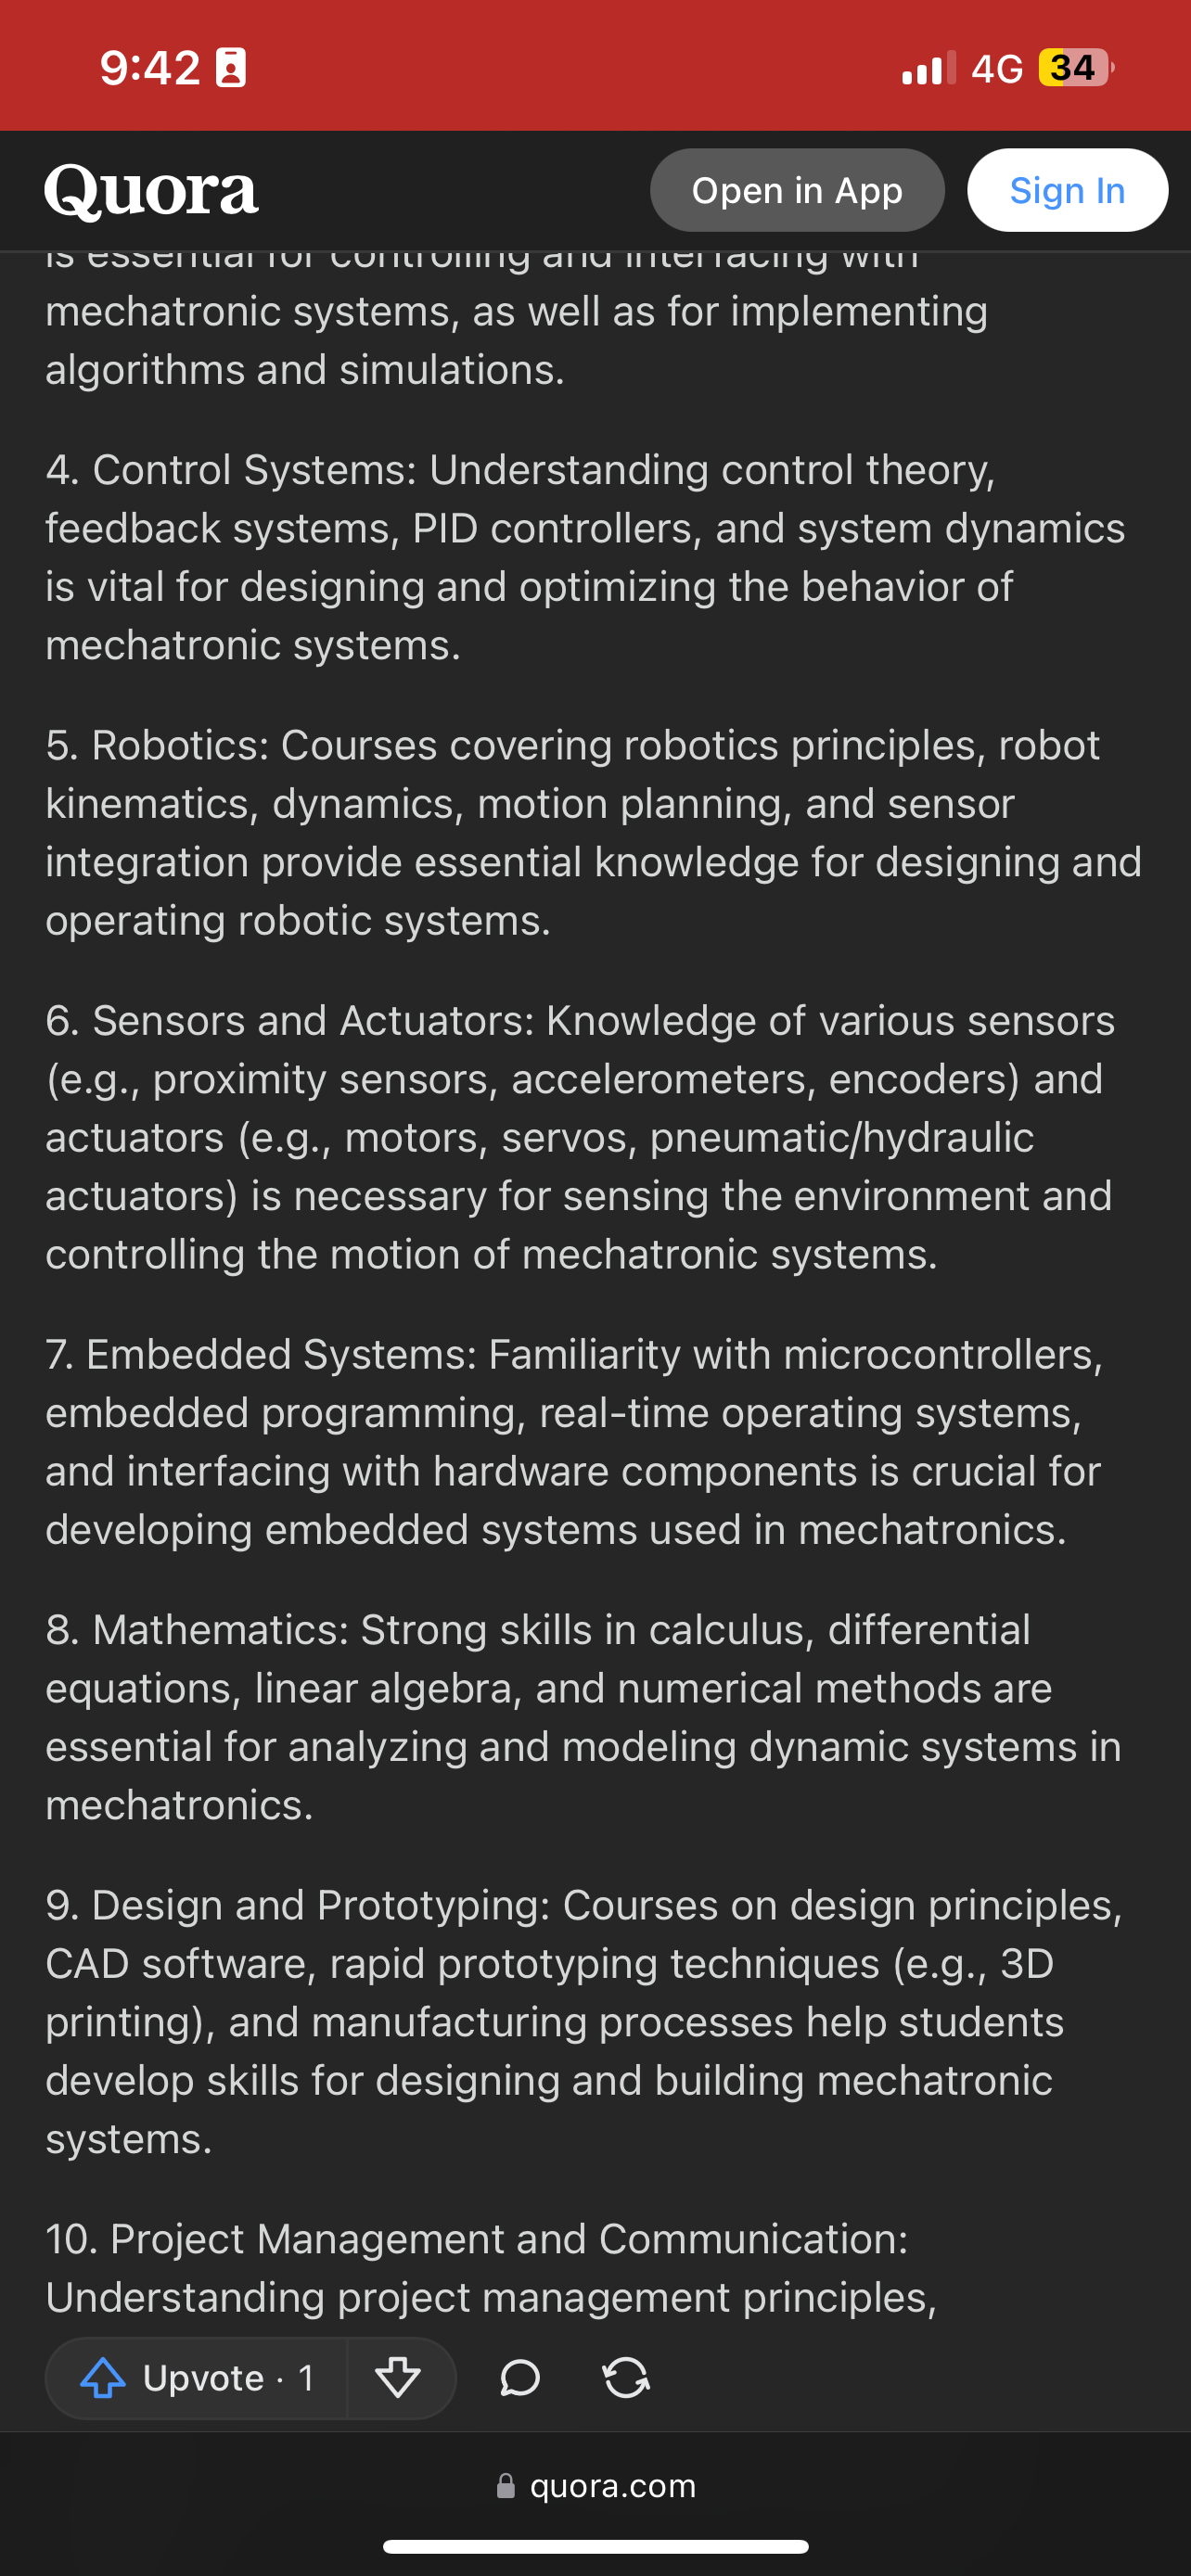 9:42
4G 34
Quora
Open in App
Sign In
is essential for controlling and interfacing with
mechatronic systems, as well as for implementing
algorithms and simulations.
4. Control Systems: Understanding control theory,
feedback systems, PID controllers, and system dynamics
is vital for designing and optimizing the behavior of
mechatronic systems.
5. Robotics: Courses covering robotics principles, robot
kinematics, dynamics, motion planning, and sensor
integration provide essential knowledge for designing and
operating robotic systems.
6. Sensors and Actuators: Knowledge of various sensors
(e.g., proximity sensors, accelerometers, encoders) and
actuators (e.g., motors, servos, pneumatic/hydraulic
actuators) is necessary for sensing the environment and
controlling the motion of mechatronic systems.
7. Embedded Systems: Familiarity with microcontrollers,
embedded programming, real-time operating systems,
and interfacing with hardware components is crucial for
developing embedded systems used in mechatronics.
8. Mathematics: Strong skills in calculus, differential
equations, linear algebra, and numerical methods are
essential for analyzing and modeling dynamic systems in
mechatronics.
9. Design and Prototyping: Courses on design principles,
CAD software, rapid prototyping techniques (e.g., 3D
printing), and manufacturing processes help students
develop skills for designing and building mechatronic
systems.
10. Project Management and Communication:
Understanding project management principles,
Upvote · 1
quora.com